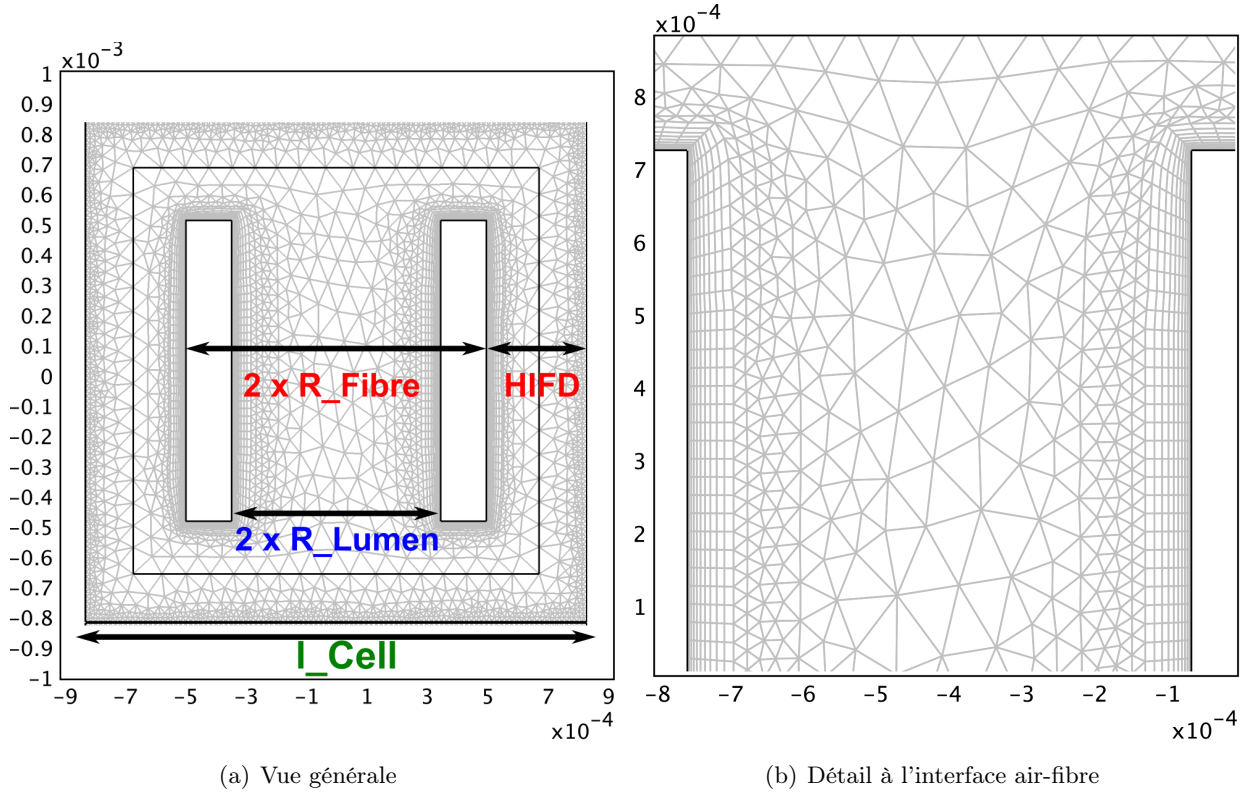 x10⁻³
1
0.9
0.8
0.7
0.6
0.5
0.4
0.3
0.2
0.1
0
−0.1
−0.2
−0.3
−0.4
−0.5
−0.6
−0.7
−0.8
−0.9
−1
−9 −7 −5 −3 −1 1 3 5 7 9
x10⁻⁴
2 x R_Fibre
HIFD
2 x R_Lumen
l_Cell
(a) Vue générale
x10⁻⁴
8
7
6
5
4
3
2
1
−8 −7 −6 −5 −4 −3 −2 −1
x10⁻⁴
(b) Détail à l'interface air-fibre